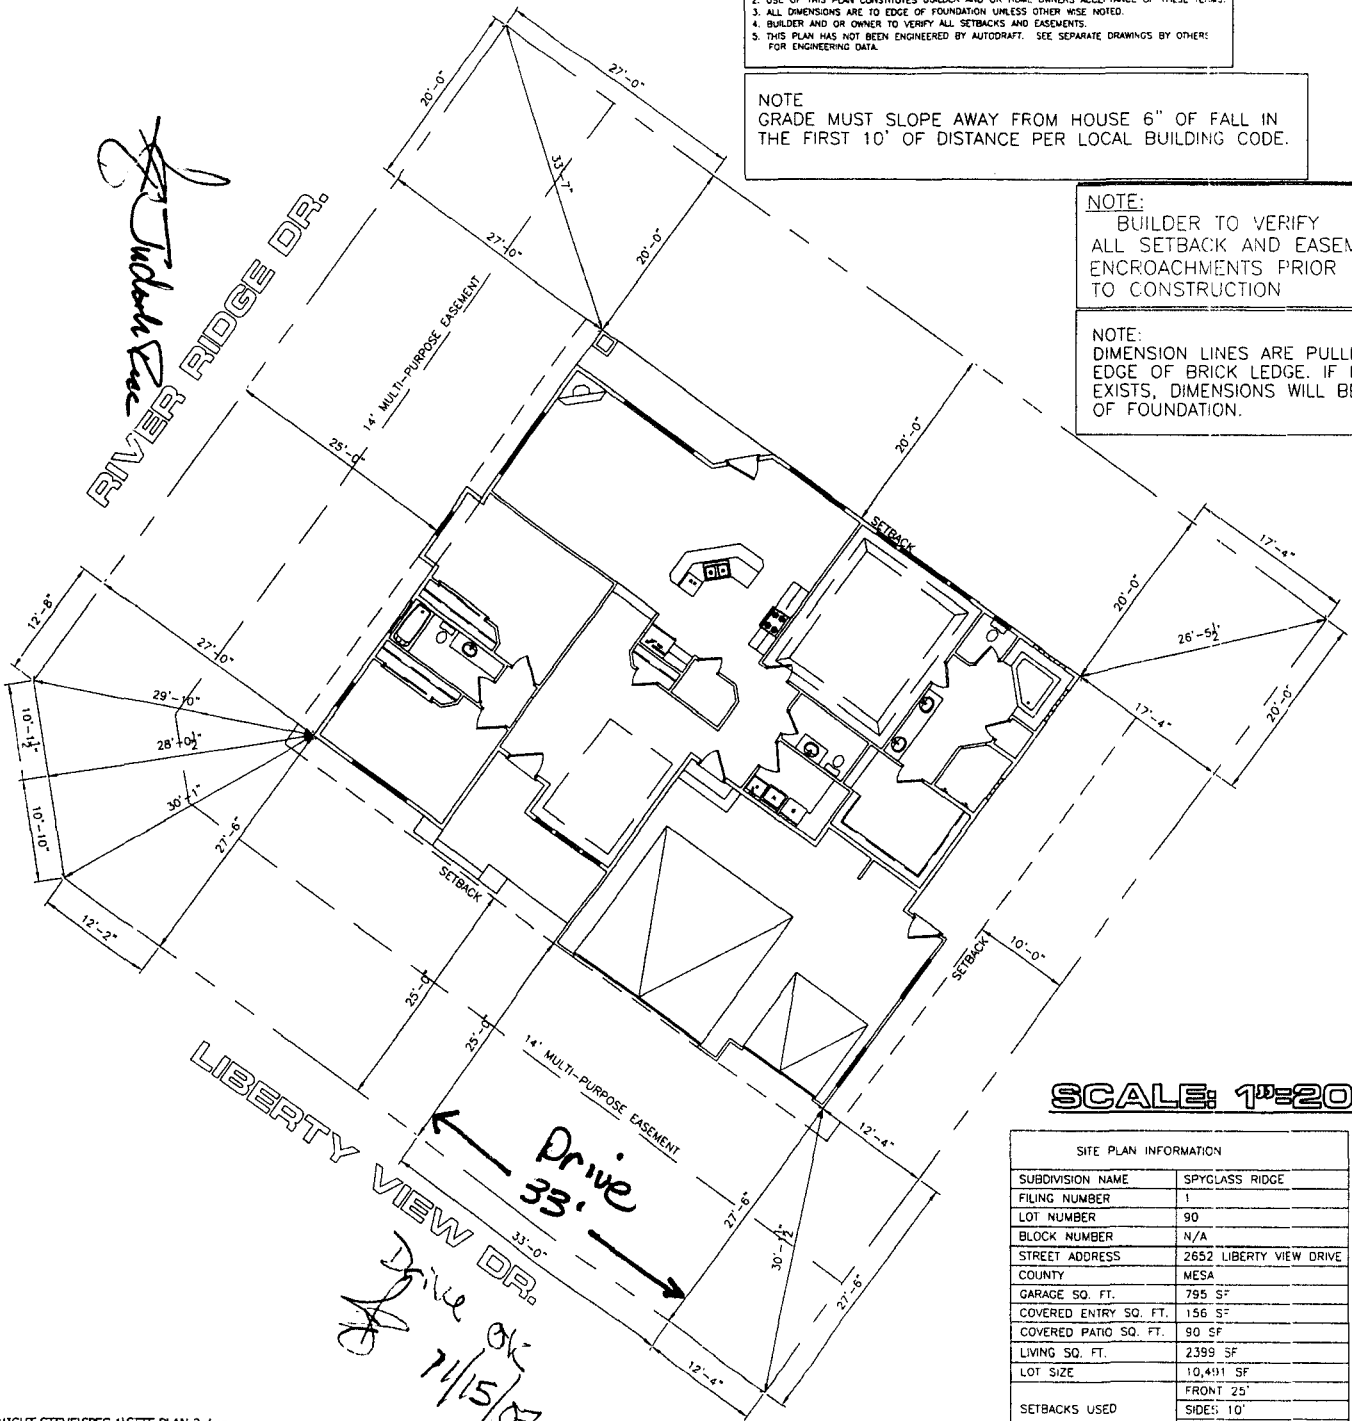 3. ALL DIMENSIONS ARE TO EDGE OF FOUNDATION UNLESS OTHER WISE NOTED.
4. BUILDER AND OR OWNER TO VERIFY ALL SETBACKS AND EASEMENTS.
5. THIS PLAN HAS NOT BEEN ENGINEERED BY AUTODRAFT. SEE SEPARATE DRAWINGS BY OTHERS
FOR ENGINEERING DATA.
NOTE
GRADE MUST SLOPE AWAY FROM HOUSE 6" OF FALL IN
THE FIRST 10' OF DISTANCE PER LOCAL BUILDING CODE.
NOTE:
BUILDER TO VERIFY
ALL SETBACK AND EASEM
ENCROACHMENTS PRIOR
TO CONSTRUCTION
NOTE:
DIMENSION LINES ARE PULL
EDGE OF BRICK LEDGE. IF
EXISTS, DIMENSIONS WILL BE
OF FOUNDATION.
20'-0"
27'-0"
33'-7"
27'-0"
20'-0"
RIVER RIDGE DR.
14' MULTI-PURPOSE EASEMENT
25'-0"
20'-0"
SETBACK
17'-4"
20'-0"
26'-5½"
17'-4"
20'-0"
12'-8"
27'-0"
29'-10"
10'-1½"
28'-0½"
30'-1"
10'-10"
27'-6"
12'-2"
SETBACK
SETBACK
10'-0"
25'-0"
25'-0"
14' MULTI-PURPOSE EASEMENT
LIBERTY VIEW DR.
Drive
33'
33'-0"
12'-4"
27'-6"
30'-1½"
27'-6"
12'-4"
Drive OK
SCALE: 1"=20
SITE PLAN INFORMATION
SUBDIVISION NAME SPYGLASS RIDGE
FILING NUMBER 1
LOT NUMBER 90
BLOCK NUMBER N/A
STREET ADDRESS 2652 LIBERTY VIEW DRIVE
COUNTY MESA
GARAGE SQ. FT. 795 SF
COVERED ENTRY SQ. FT. 156 SF
COVERED PATIO SQ. FT. 90 SF
LIVING SQ. FT. 2399 SF
LOT SIZE 10,491 SF
SETBACKS USED FRONT 25'
SIDES 10'